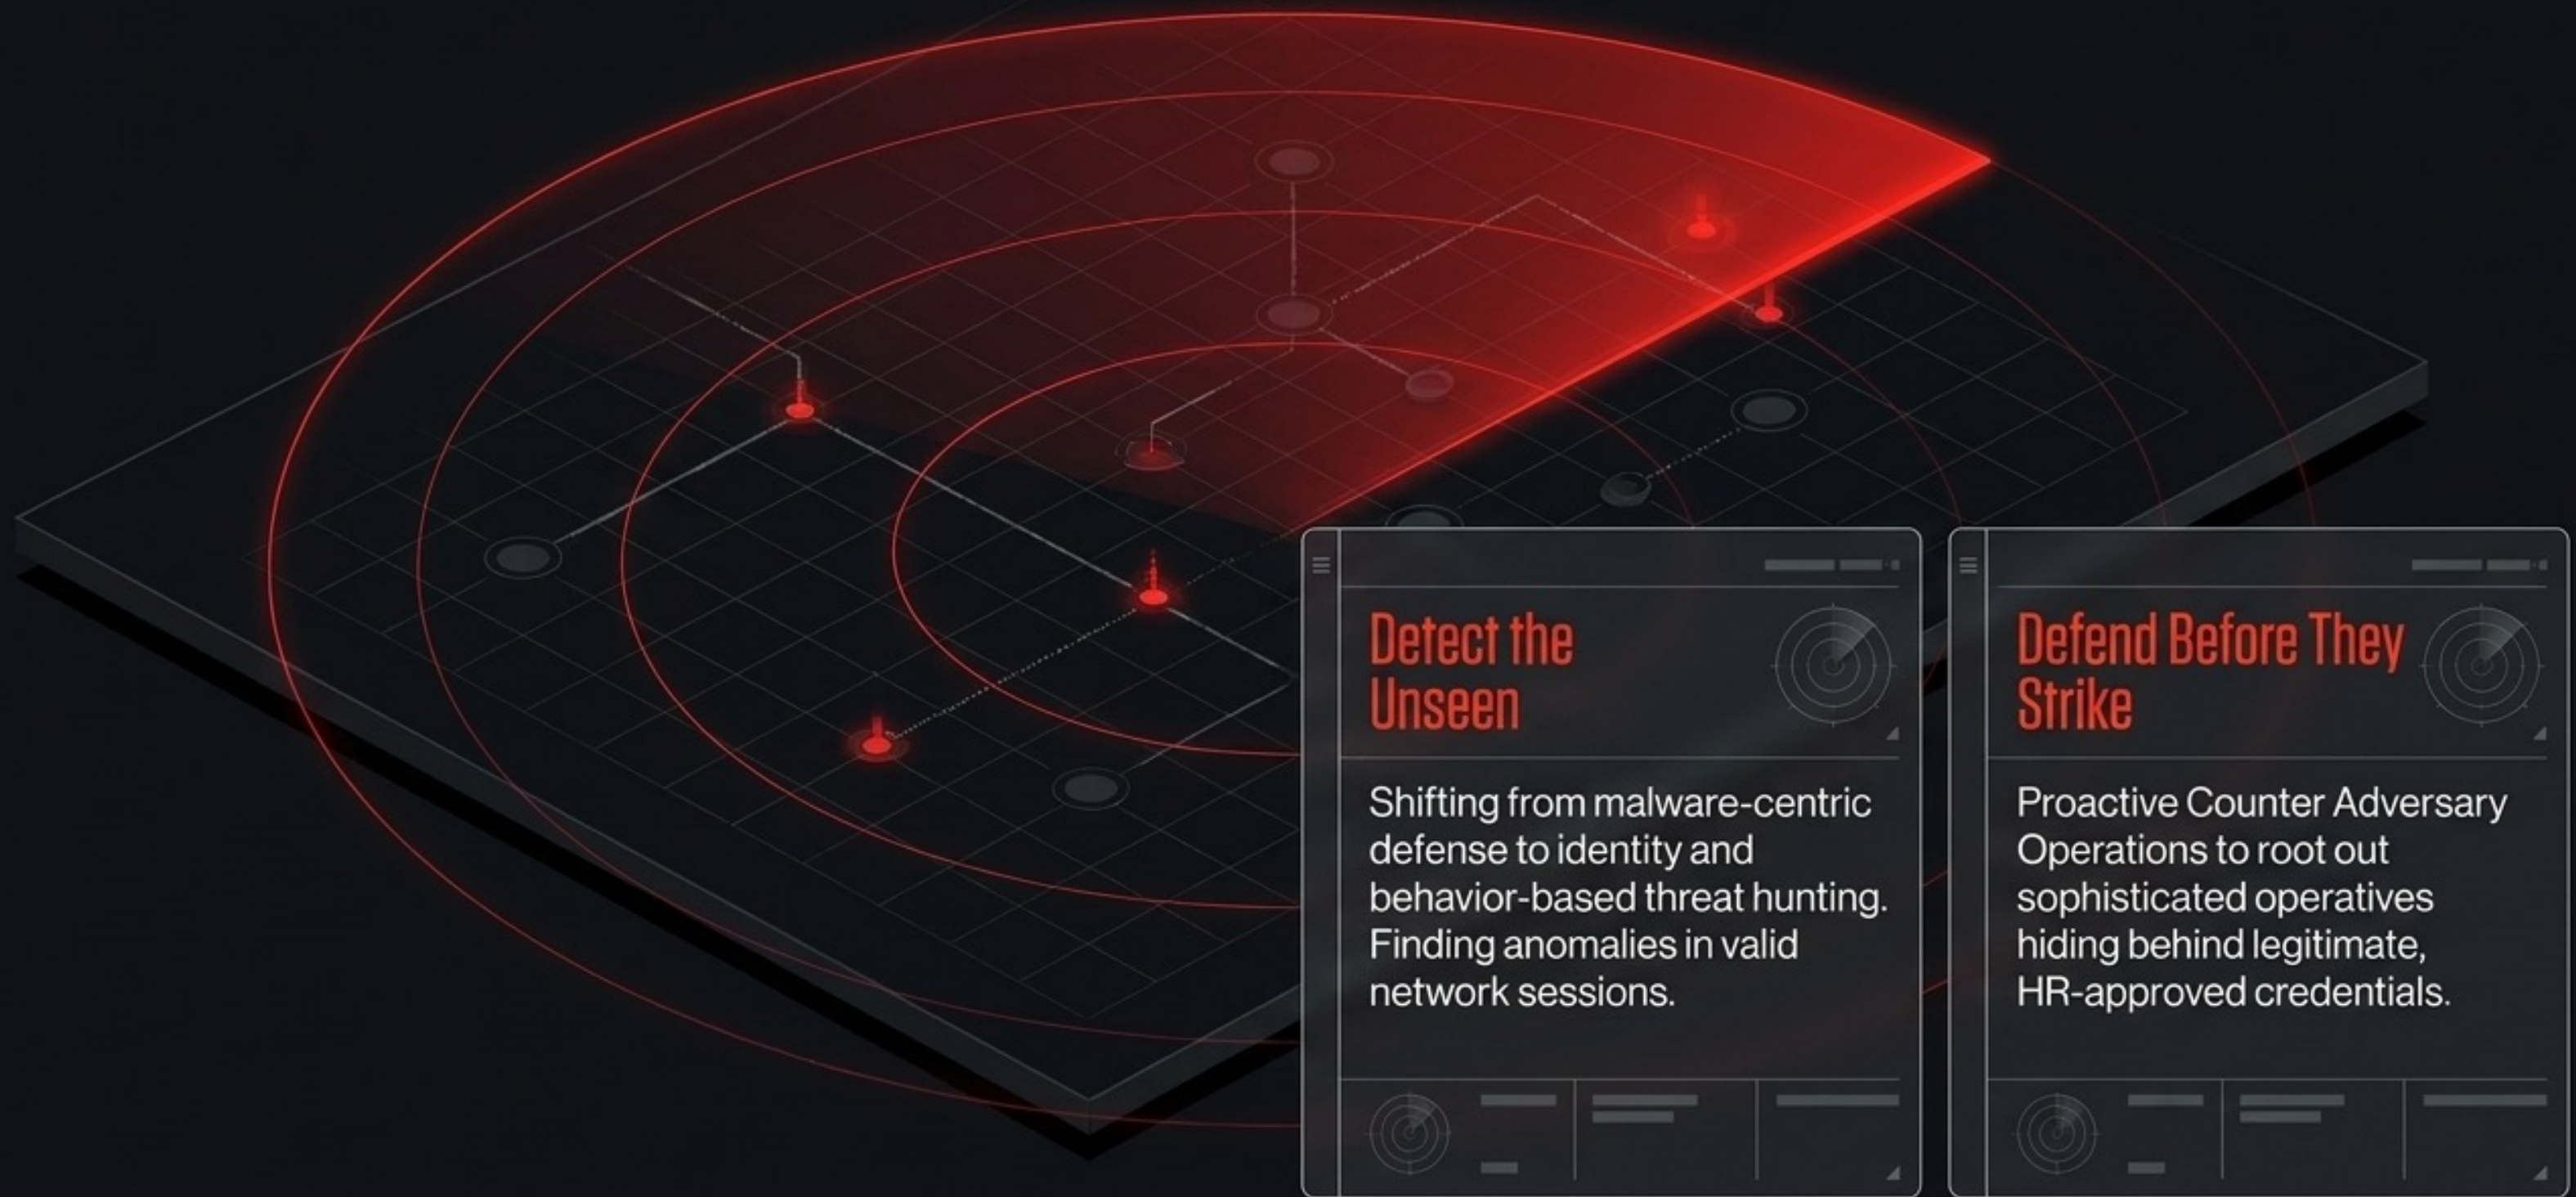 Detect the
Unseen
Shifting from malware-centric
defense to identity and
behavior-based threat hunting.
Finding anomalies in valid
network sessions.
Defend Before They
Strike
Proactive Counter Adversary
Operations to root out
sophisticated operatives
hiding behind legitimate,
HR-approved credentials.